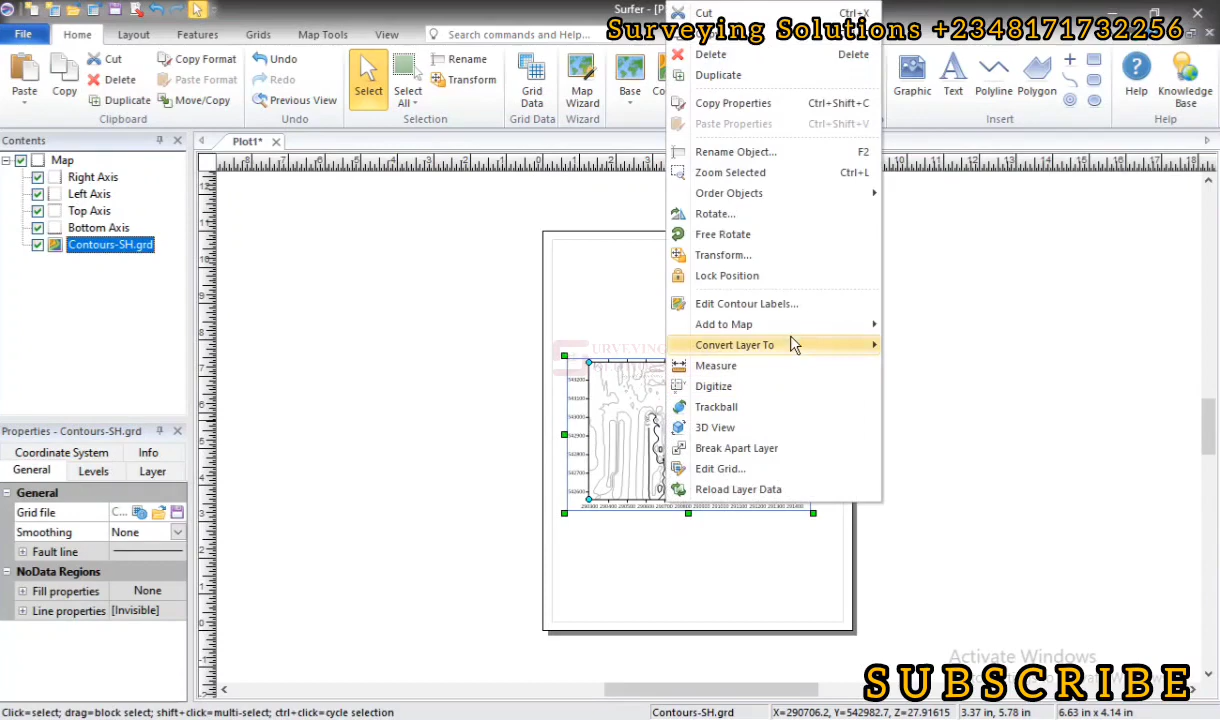 Surfer - [P
Surveying Solutions +2348171732256
File
Home
Layout
Features
Grids
Map Tools
View
Search commands and help...
Cut
Copy Format
Undo
Rename
Paste
Copy
Delete
Paste Format
Redo
Select
Select All
Transform
Grid Data
Map Wizard
Base
Duplicate
Move/Copy
Previous View
Clipboard
Undo
Selection
Grid Data
Wizard
Graphic
Text
Polyline
Polygon
Help
Knowledge Base
Insert
Help
Cut Ctrl+X
Delete Delete
Duplicate
Copy Properties Ctrl+Shift+C
Paste Properties Ctrl+Shift+V
Rename Object... F2
Zoom Selected Ctrl+L
Order Objects
Rotate...
Free Rotate
Transform...
Lock Position
Edit Contour Labels...
Add to Map
Convert Layer To
Measure
Digitize
Trackball
3D View
Break Apart Layer
Edit Grid...
Reload Layer Data
Contents
Plot1*
Map
Right Axis
Left Axis
Top Axis
Bottom Axis
Contours-SH.grd
Properties - Contours-SH.grd
Coordinate System
Info
General
Levels
Layer
General
Grid file C...
Smoothing None
Fault line
NoData Regions
Fill properties None
Line properties [Invisible]
Activate Windows
SUBSCRIBE
Click=select; drag=block select; shift+click=multi-select; ctrl+click=cycle selection
Contours-SH.grd
X=290706.2, Y=542982.7, Z=27.91615
3.37 in, 5.78 in
6.63 in x 4.14 in